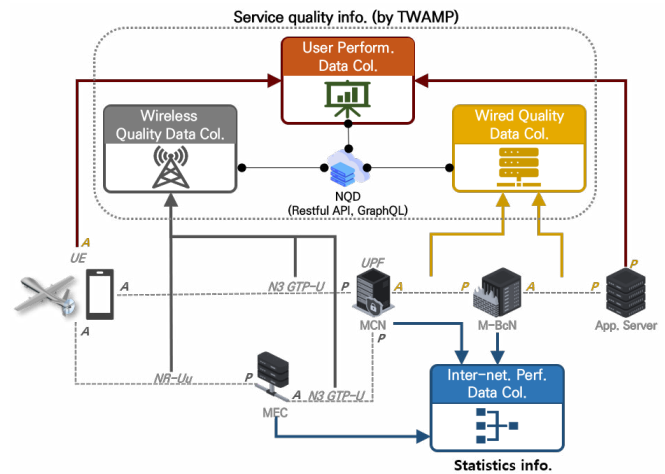 Service quality info. (by TWAMP)
User Perform.
Data Col.
Wireless
Quality Data Col.
Wired Quality
Data Col.
NQD
(Restful API, GraphQL)
A
UE
A
N3 GTP-U
P
UPF
A
P
A
P
P
A
MCN
P
M-BcN
App. Server
NR-Uu
P
MEC
A
N3 GTP-U
Inter-net. Perf.
Data Col.
Statistics info.